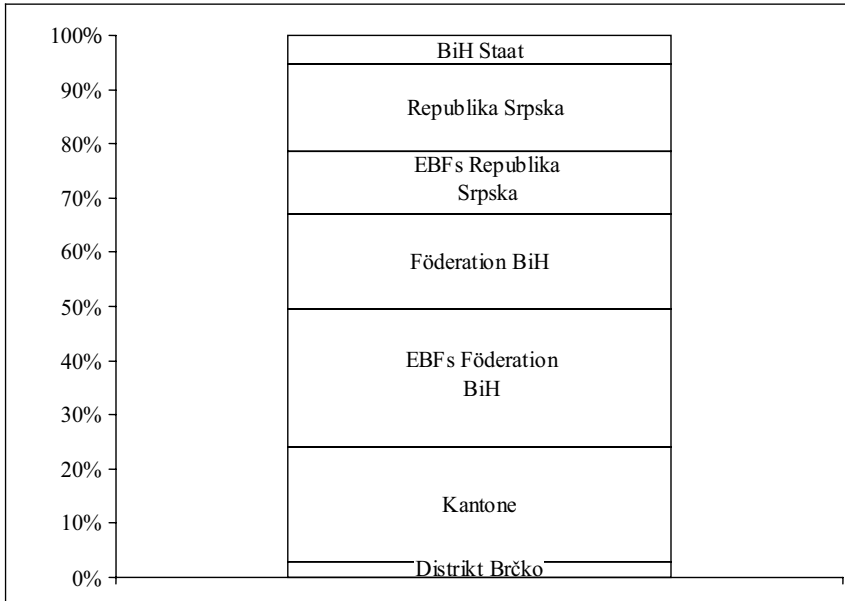 100%
90%
80%
70%
60%
50%
40%
30%
20%
10%
0%
BiH Staat
Republika Srpska
EBFs Republika
Srpska
Föderation BiH
EBFs Föderation
BiH
Kantone
Distrikt Brčko